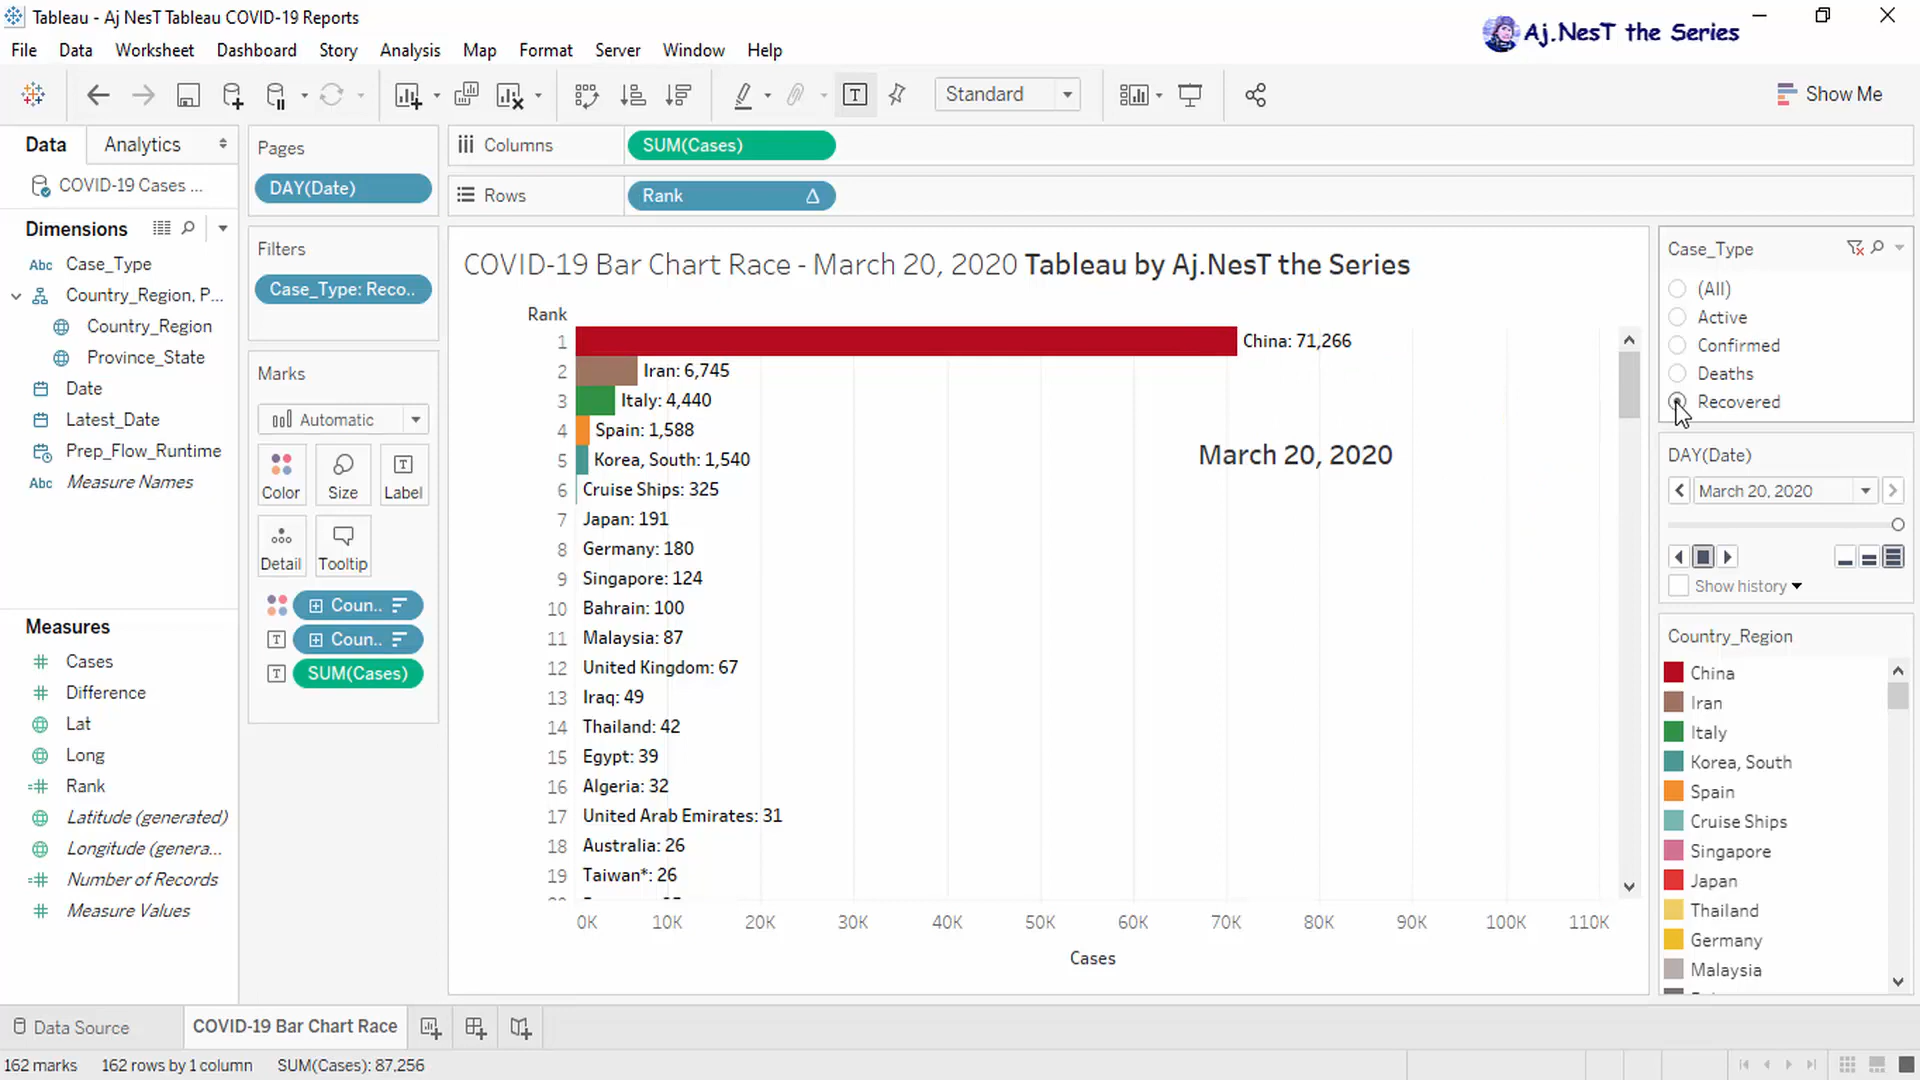 Tableau - Aj NesT Tableau COVID-19 Reports
Aj.NesT the Series
File Data Worksheet Dashboard Story Analysis Map Format Server Window Help
Standard
Show Me
Data
Analytics
COVID-19 Cases ...
Dimensions
Abc Case_Type
Country_Region, P...
Country_Region
Province_State
Date
Latest_Date
Prep_Flow_Runtime
Abc Measure Names
Measures
Cases
Difference
Lat
Long
Rank
Latitude (generated)
Longitude (genera...
Number of Records
Measure Values
Pages
DAY(Date)
Filters
Case_Type: Reco..
Marks
Automatic
Color Size Label
Detail Tooltip
Coun..
Coun..
SUM(Cases)
Columns SUM(Cases)
Rows Rank
COVID-19 Bar Chart Race - March 20, 2020 Tableau by Aj.NesT the Series
Rank
1 China: 71,266
2 Iran: 6,745
3 Italy: 4,440
4 Spain: 1,588
5 Korea, South: 1,540
6 Cruise Ships: 325
7 Japan: 191
8 Germany: 180
9 Singapore: 124
10 Bahrain: 100
11 Malaysia: 87
12 United Kingdom: 67
13 Iraq: 49
14 Thailand: 42
15 Egypt: 39
16 Algeria: 32
17 United Arab Emirates: 31
18 Australia: 26
19 Taiwan*: 26
March 20, 2020
0K 10K 20K 30K 40K 50K 60K 70K 80K 90K 100K 110K
Cases
Case_Type
(All)
Active
Confirmed
Deaths
Recovered
DAY(Date)
March 20, 2020
Show history
Country_Region
China
Iran
Italy
Korea, South
Spain
Cruise Ships
Singapore
Japan
Thailand
Germany
Malaysia
Data Source
COVID-19 Bar Chart Race
162 marks 162 rows by 1 column SUM(Cases): 87,256